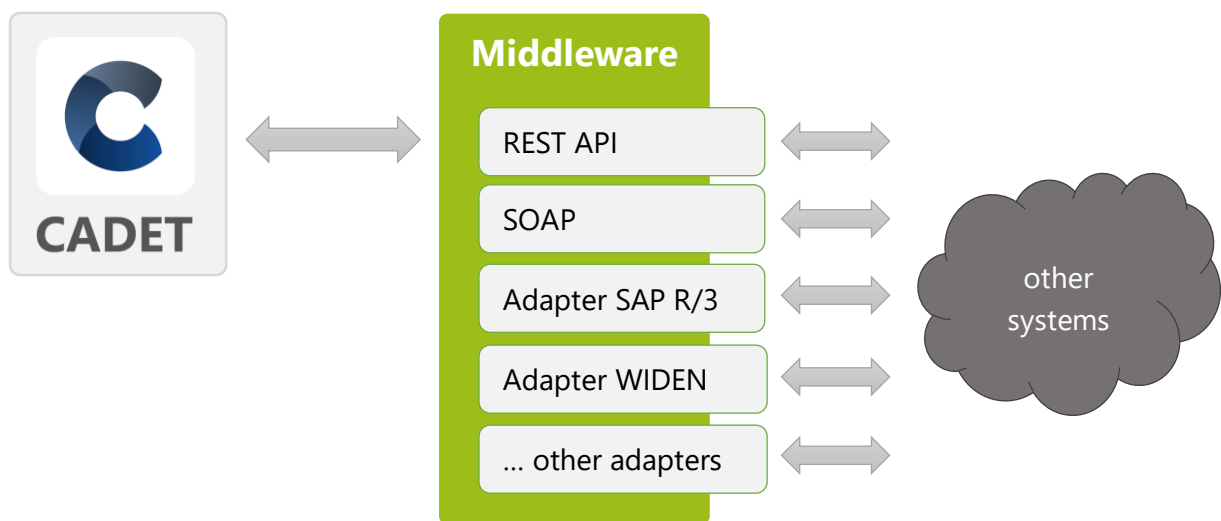 CADET
Middleware
REST API
SOAP
Adapter SAP R/3
Adapter WIDEN
... other adapters
other
systems